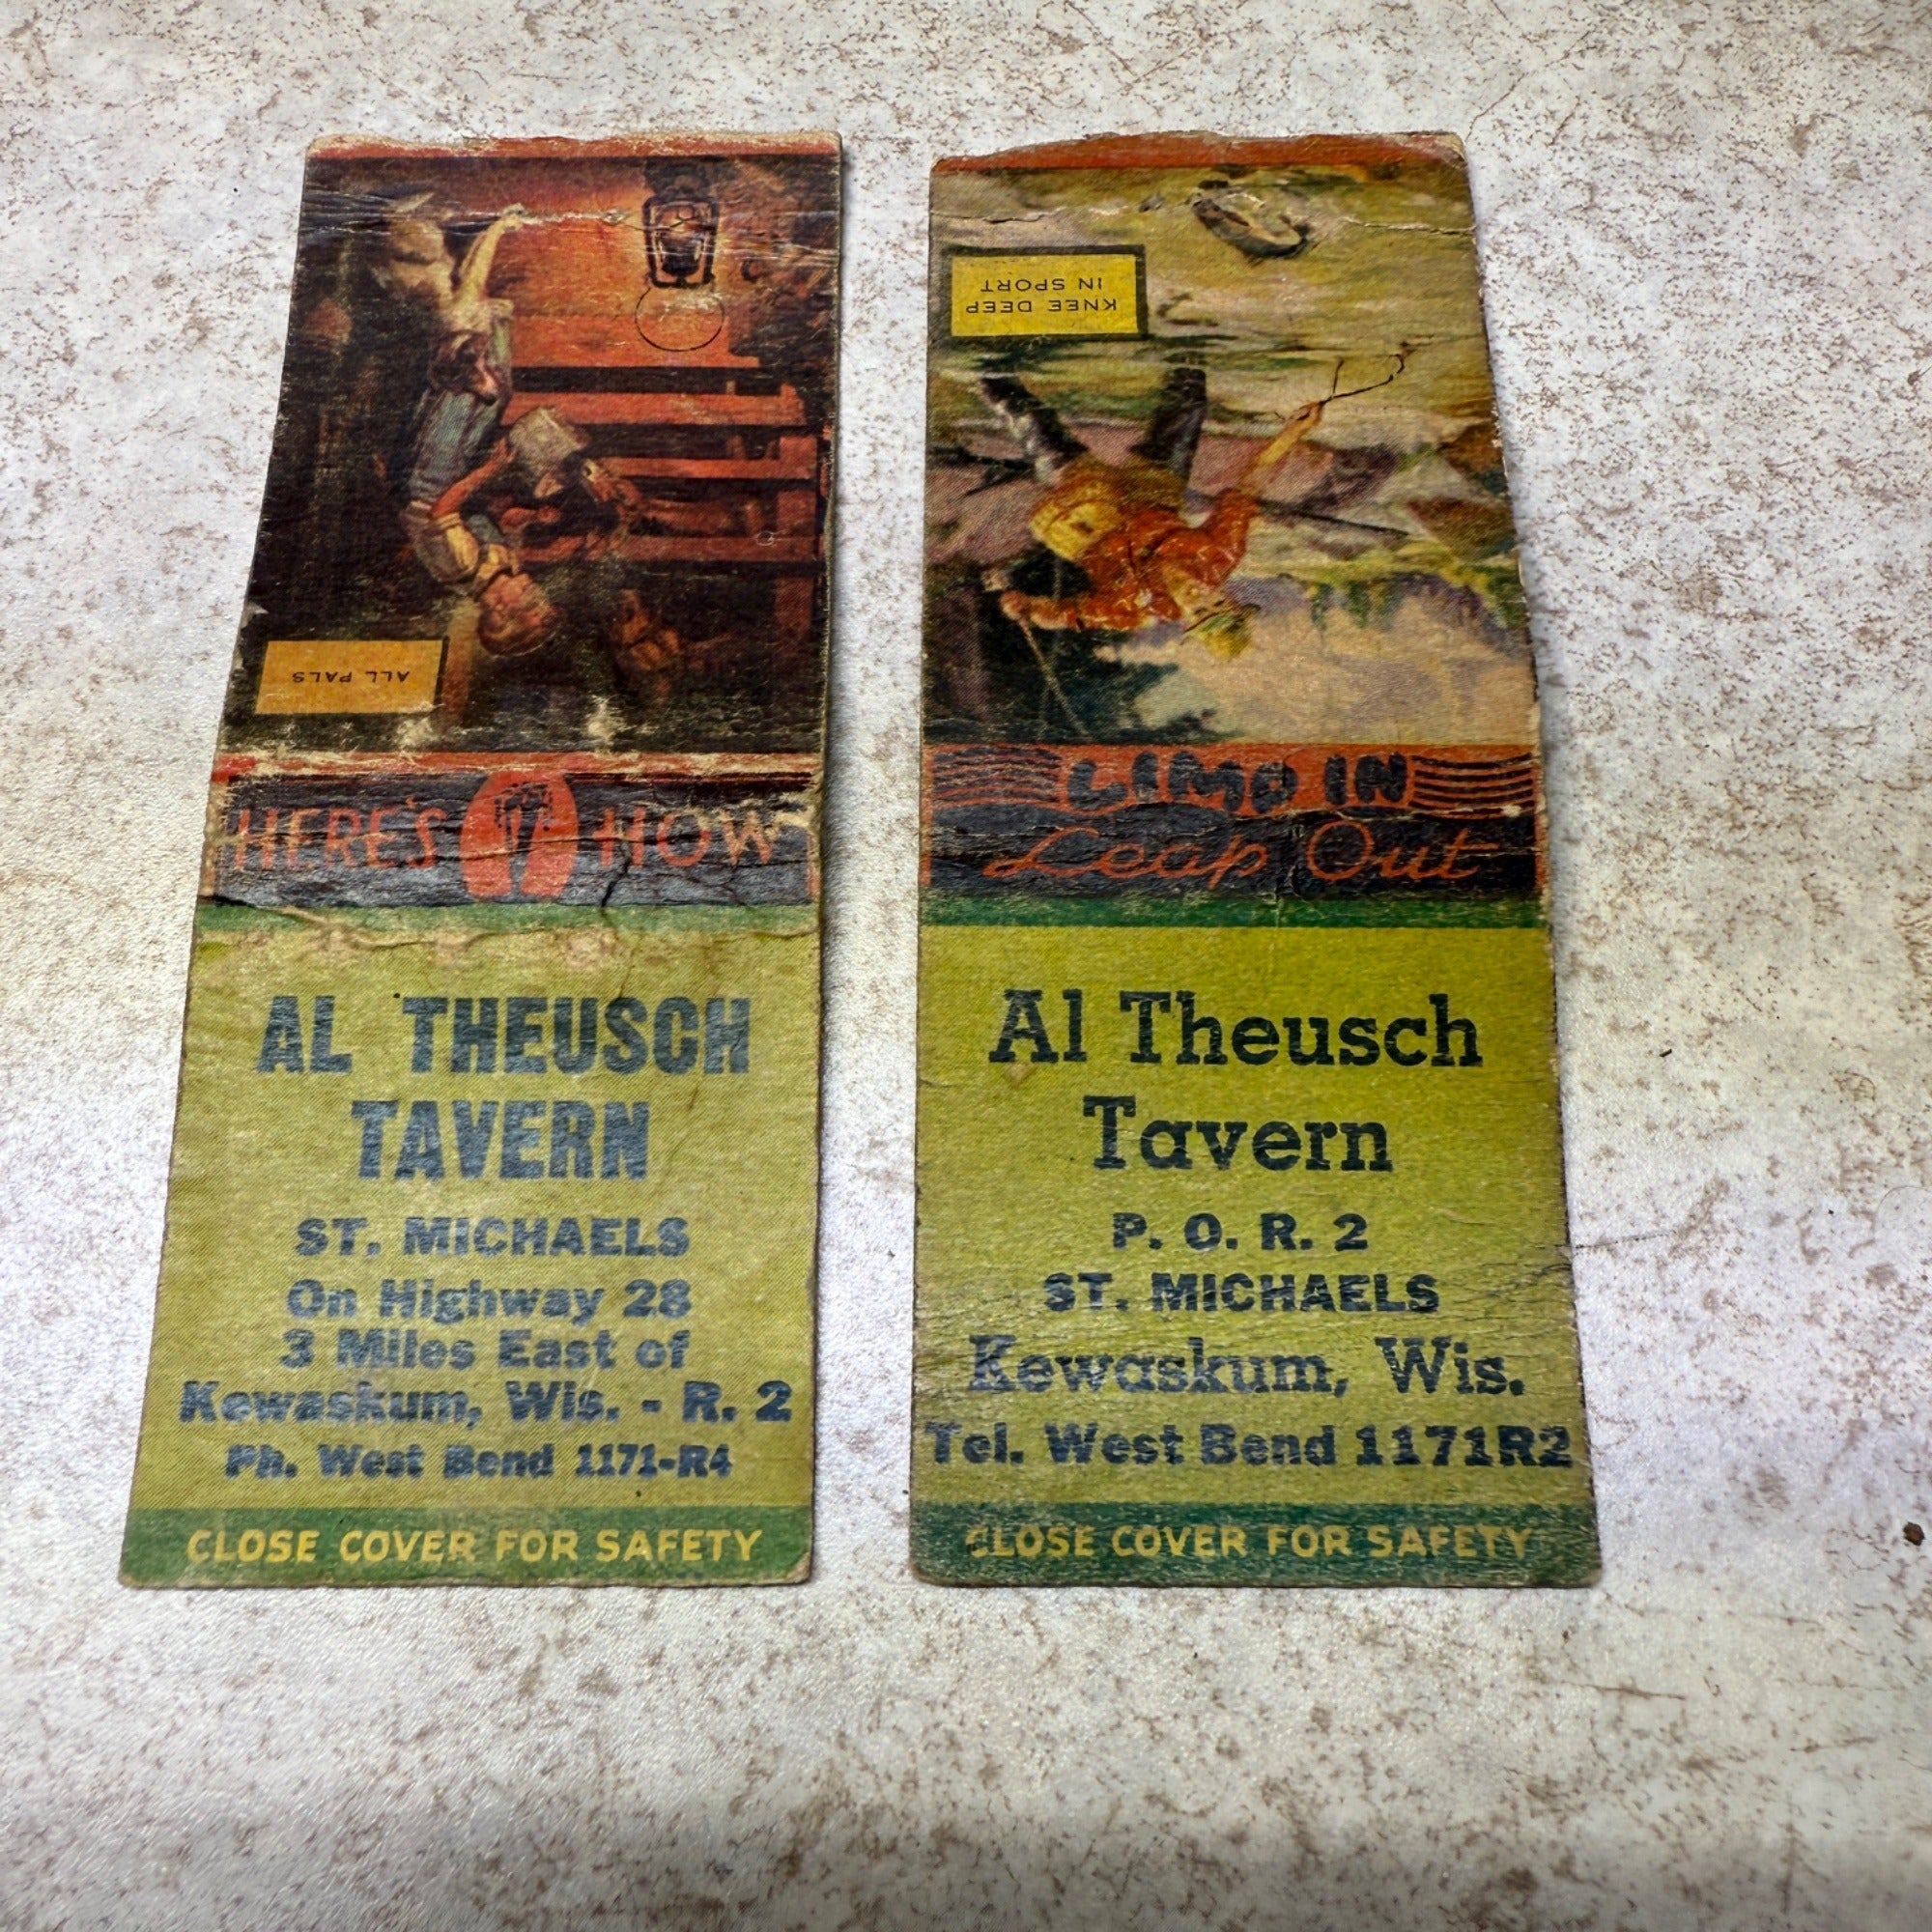 ALL PALS
HERE'S HOW
AL THEUSCH
TAVERN
ST. MICHAELS
On Highway 28
3 Miles East of
Kewaskum, Wis. - R. 2
Ph. West Bend 1171-R4
CLOSE COVER FOR SAFETY
KNEE DEEP
IN SPORT
LIMP IN
Leap Out
Al Theusch
Tavern
P. O. R. 2
ST. MICHAELS
Kewaskum, Wis.
Tel. West Bend 1171R2
CLOSE COVER FOR SAFETY